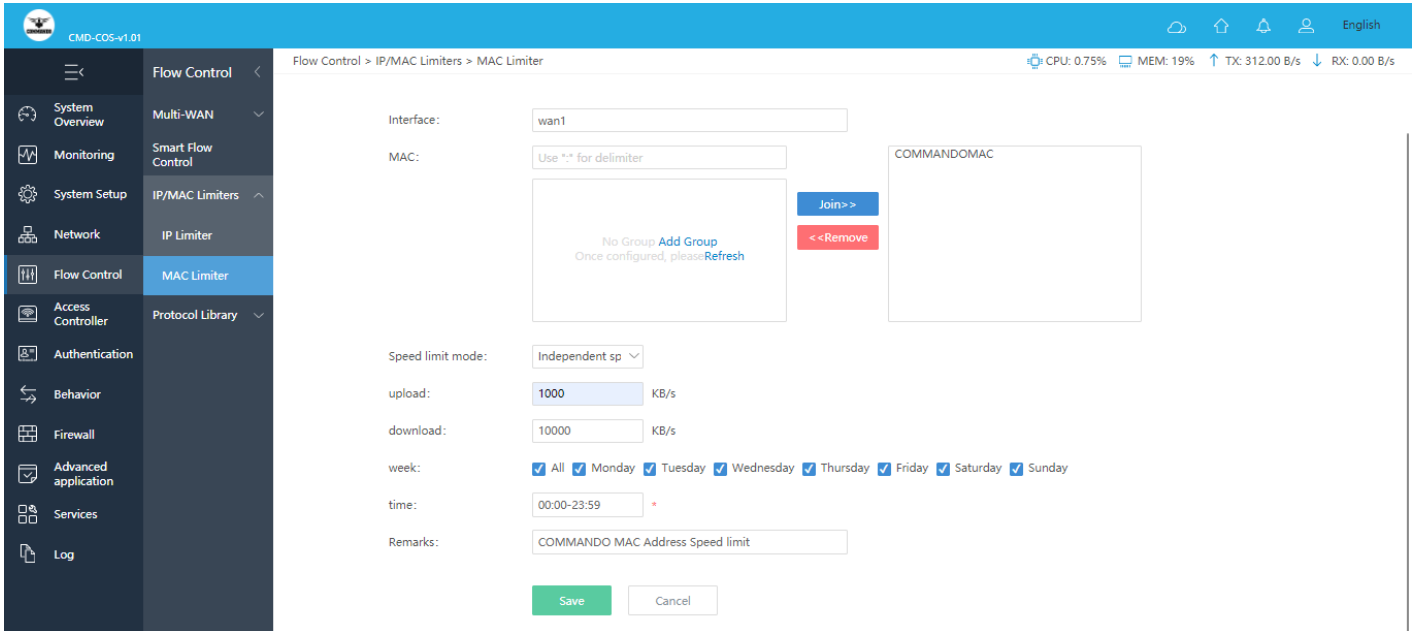 CMD-COS-v1.01
English
Flow Control
Flow Control > IP/MAC Limiters > MAC Limiter
CPU: 0.75% MEM: 19% TX: 312.00 B/s RX: 0.00 B/s
System Overview
Monitoring
System Setup
Network
Flow Control
Access Controller
Authentication
Behavior
Firewall
Advanced application
Services
Log
Multi-WAN
Smart Flow Control
IP/MAC Limiters
IP Limiter
MAC Limiter
Protocol Library
Interface: wan1
MAC: Use ":" for delimiter
No Group Add Group
Once configured, pleaseRefresh
Join>>
<<Remove
COMMANDOMAC
Speed limit mode: Independent sp
upload: 1000 KB/s
download: 10000 KB/s
week: All Monday Tuesday Wednesday Thursday Friday Saturday Sunday
time: 00:00-23:59 *
Remarks: COMMANDO MAC Address Speed limit
Save Cancel